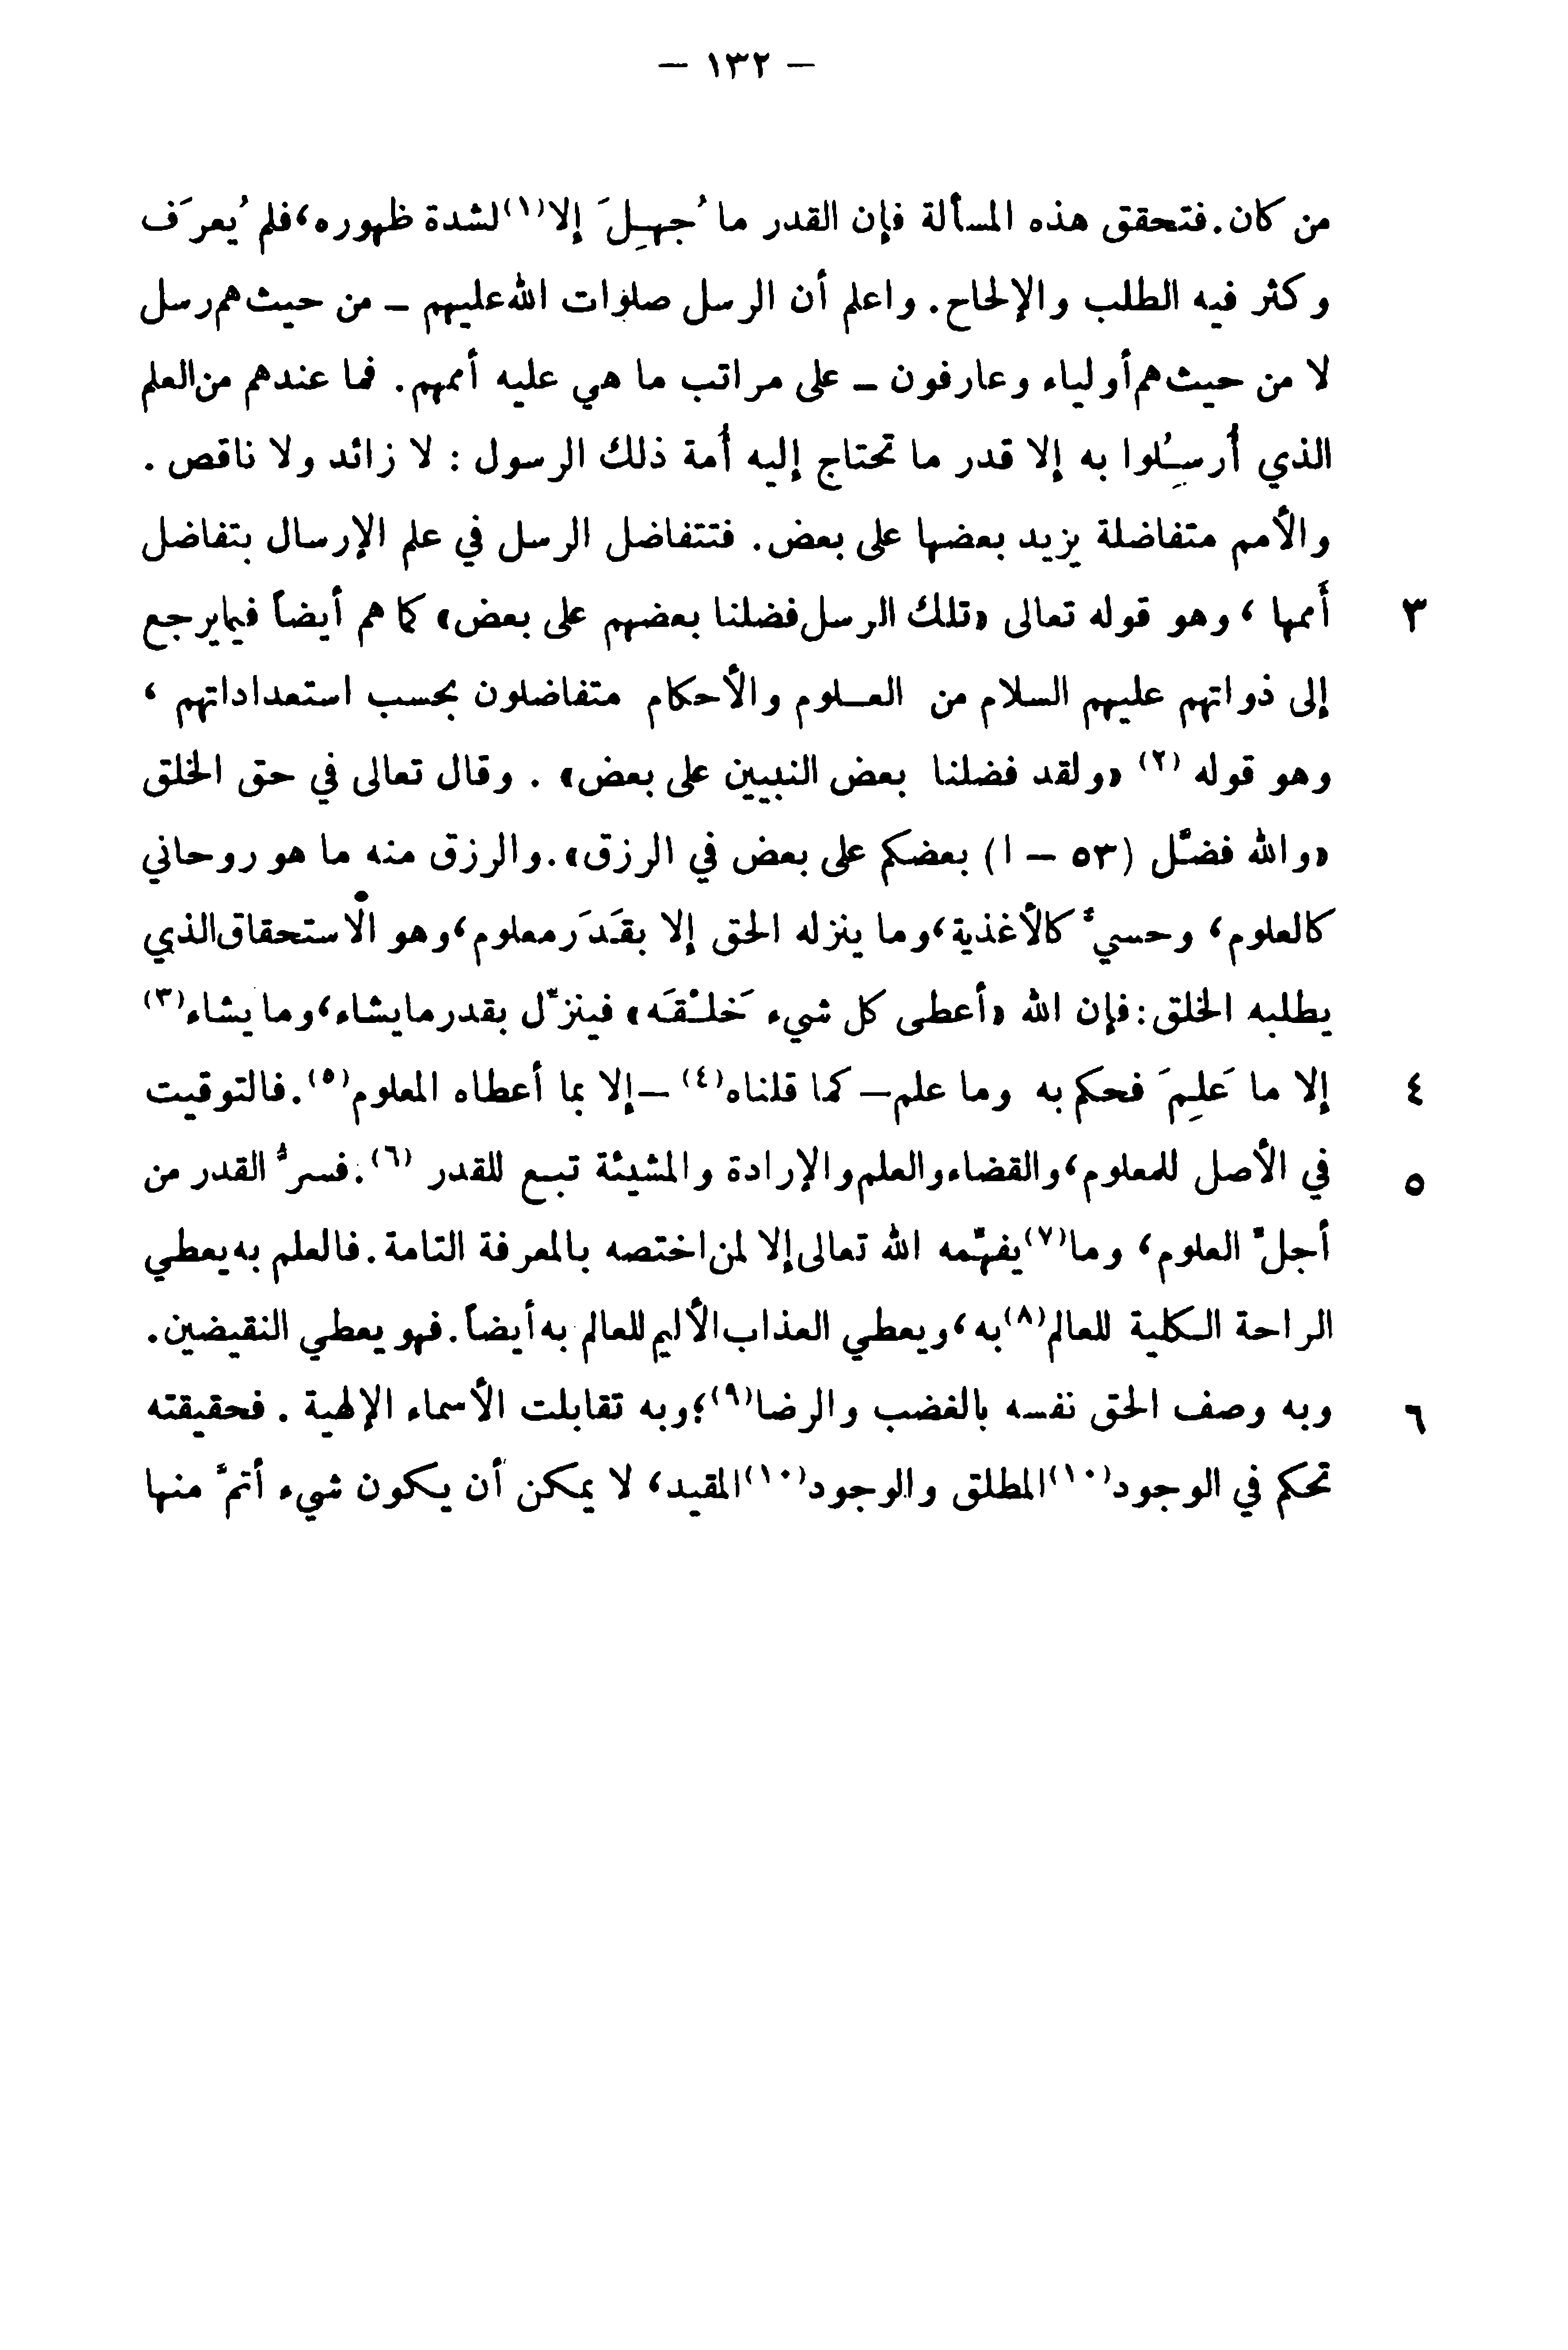 – ١٣٢ –
من كان. فتحقق هذه المسألة فإن القدر ما جُهِلَ إلا(١) لشدة ظهوره، فلم يُعرَف
وكثر فيه الطلب والإلحاح. واعلم أن الرسل صلوات الله عليهم – من حيث هم رسل
لا من حيث هم أولياء وعارفون – على مراتب ما هي عليه أممهم. فما عندهم من العلم
الذي أُرسِلُوا به إلا قدر ما تحتاج إليه أمة ذلك الرسول : لا زائد ولا ناقص .
والأمم متفاضلة يزيد بعضها على بعض. فتتفاضل الرسل في علم الإرسال بتفاضل
أممها ، وهو قوله تعالى «تلك الرسل فضلنا بعضهم على بعض» كما هم أيضاً فيما يرجع ٣
إلى ذواتهم عليهم السلام من العلوم والأحكام متفاضلون بحسب استعداداتهم ،
وهو قوله (٢) «ولقد فضلنا بعض النبيين على بعض» . وقال تعالى في حق الخلق
«والله فضَّل (٥٣ – ا) بعضكم على بعض في الرزق». والرزق منه ما هو روحاني
كالعلوم، وحسيٌّ كالأغذية، وما ينزله الحق إلا بقَدَر معلوم، وهو الاستحقاق الذي
يطلبه الخلق: فإن الله «أعطى كل شيء خَلْقَه» فينزّل بقدر ما يشاء، وما يشاء(٣)
إلا ما عَلِمَ فحكم به وما علم – كما قلناه(٤) – إلا بما أعطاه المعلوم(٥). فالتوقيت ٤
في الأصل للمعلوم، والقضاء والعلم والإرادة والمشيئة تبع للقدر (٦). فسرُّ القدر من ٥
أجلِّ العلوم، وما(٧) يفهّمه الله تعالى إلا لمن اختصه بالمعرفة التامة. فالعلم به يعطي
الراحة الكلية للعالم(٨) به، ويعطي العذاب الأليم للعالم به أيضاً. فهو يعطي النقيضين.
وبه وصف الحق نفسه بالغضب والرضا(٩)؛ وبه تقابلت الأسماء الإلهية . فحقيقته ٦
تحكم في الوجود(١٠) المطلق والوجود(١٠) المقيد، لا يمكن أن يكون شيء أتمَّ منها